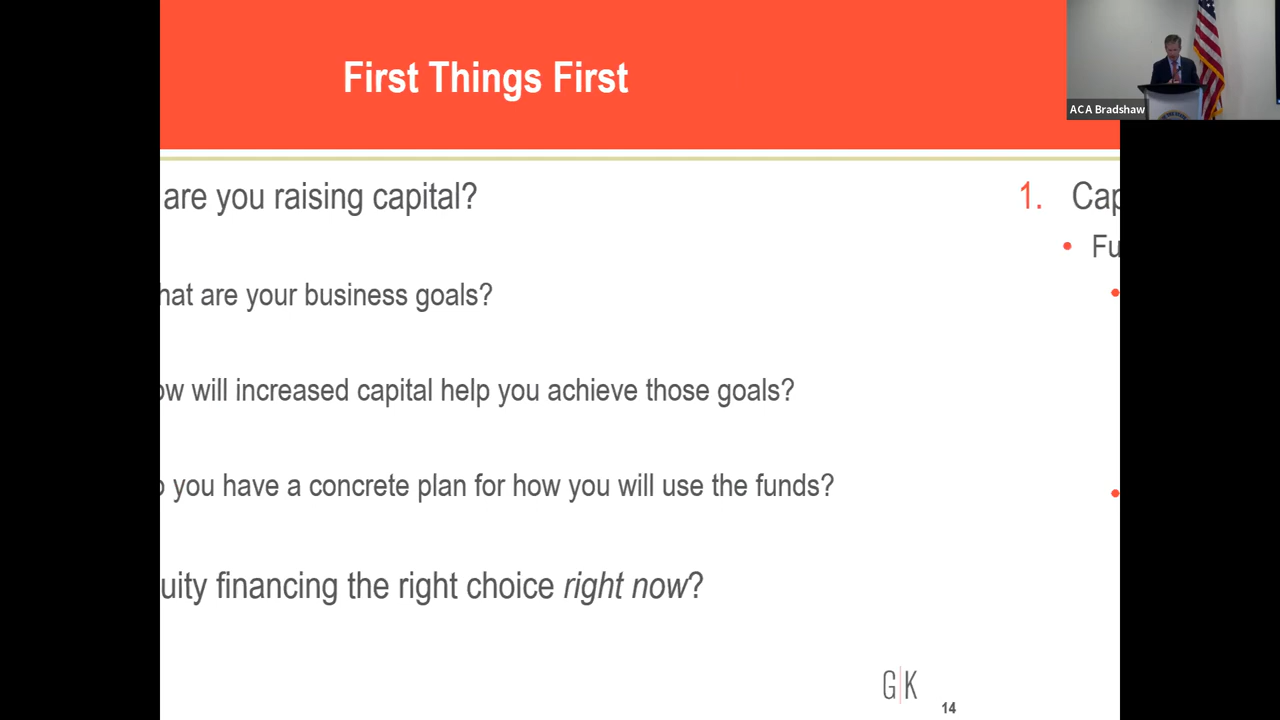 First Things First
ACA Bradshaw
are you raising capital?
hat are your business goals?
ow will increased capital help you achieve those goals?
o you have a concrete plan for how you will use the funds?
uity financing the right choice right now?
1. Cap
• Fu
•
•
G|K
14